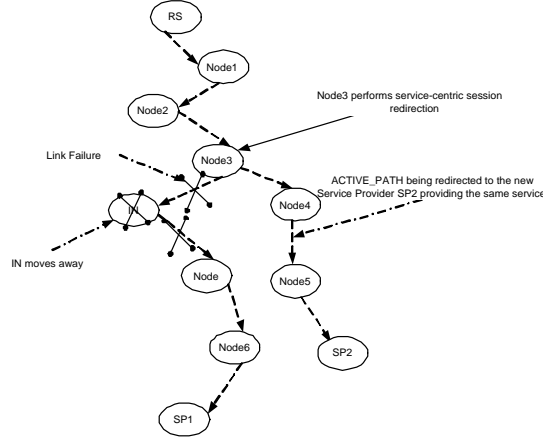 RS
Node1
Node3 performs service-centric session
redirection
Node2
Link Failure
Node3
ACTIVE_PATH being redirected to the new
Service Provider SP2 providing the same service
Node4
IN
IN moves away
Node
Node5
Node6
SP2
SP1